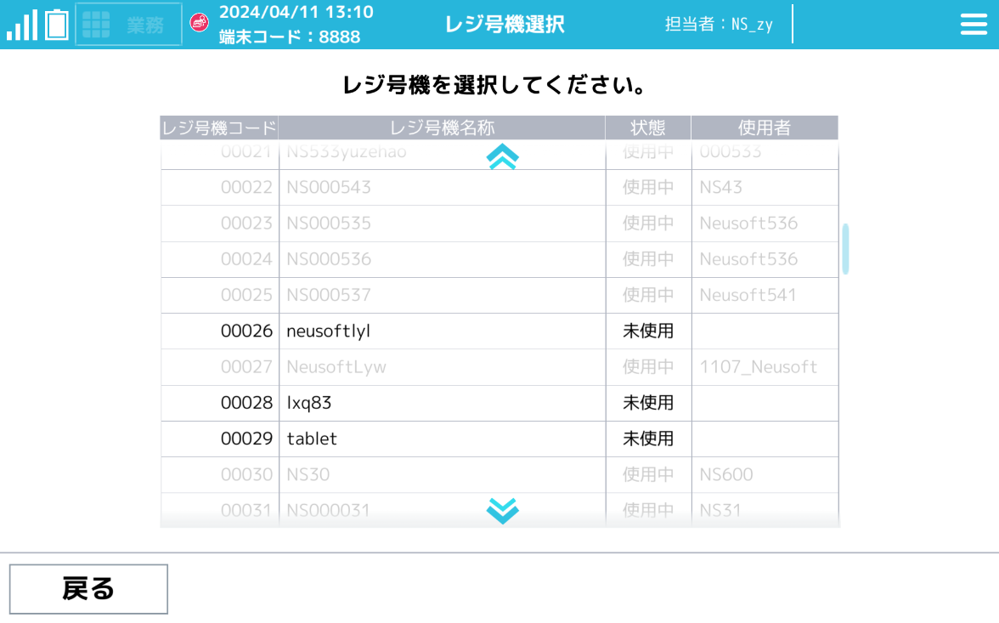 業務
2024/04/11 13:10
端末コード：8888
レジ号機選択
担当者：NS_zy
レジ号機を選択してください。
レジ号機コード レジ号機名称 状態 使用者
00021 NS533yuzehao 使用中 000533
00022 NS000543 使用中 NS43
00023 NS000535 使用中 Neusoft536
00024 NS000536 使用中 Neusoft536
00025 NS000537 使用中 Neusoft541
00026 neusoftlyl 未使用
00027 NeusoftLyw 使用中 1107_Neusoft
00028 lxq83 未使用
00029 tablet 未使用
00030 NS30 使用中 NS600
00031 NS000031 使用中 NS31
戻る